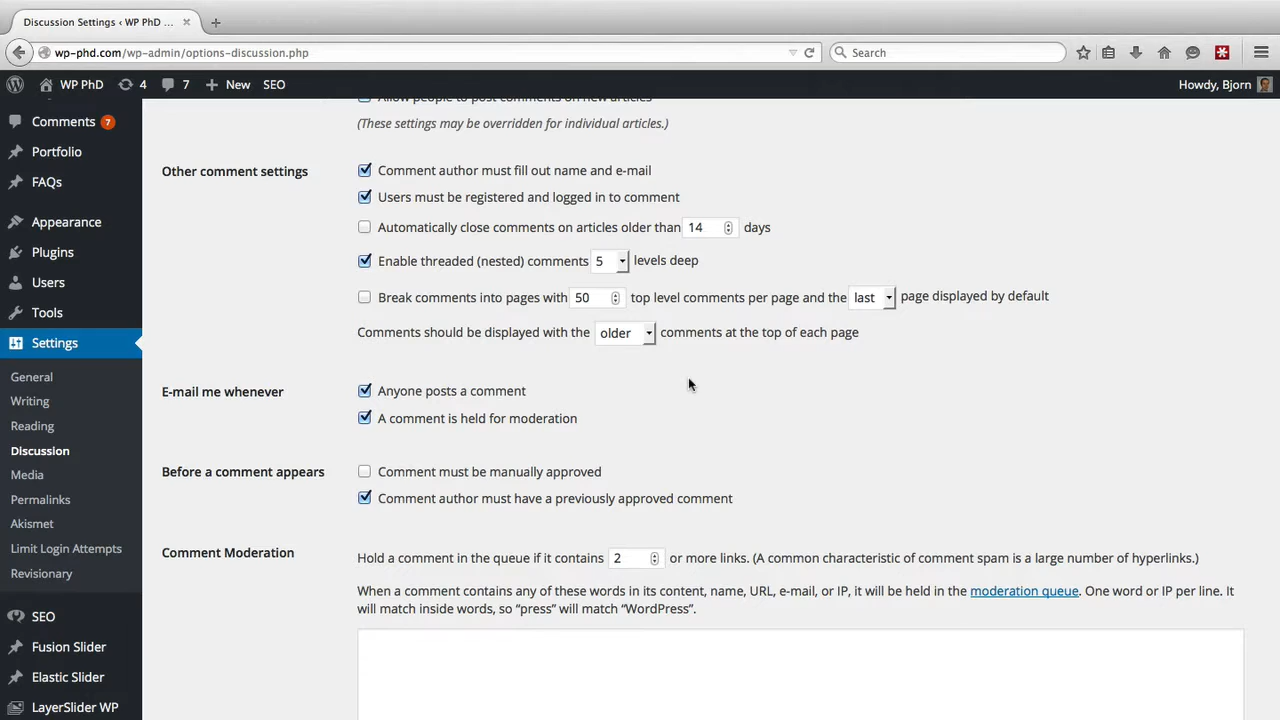 Discussion Settings ‹ WP PhD ...
wp-phd.com/wp-admin/options-discussion.php
Search
WP PhD
4
7
New
SEO
Howdy, Bjorn
Comments 7
Portfolio
FAQs
Appearance
Plugins
Users
Tools
Settings
General
Writing
Reading
Discussion
Media
Permalinks
Akismet
Limit Login Attempts
Revisionary
SEO
Fusion Slider
Elastic Slider
LayerSlider WP
Allow people to post comments on new articles
(These settings may be overridden for individual articles.)
Other comment settings
Comment author must fill out name and e-mail
Users must be registered and logged in to comment
Automatically close comments on articles older than 14 days
Enable threaded (nested) comments 5 levels deep
Break comments into pages with 50 top level comments per page and the last page displayed by default
Comments should be displayed with the older comments at the top of each page
E-mail me whenever
Anyone posts a comment
A comment is held for moderation
Before a comment appears
Comment must be manually approved
Comment author must have a previously approved comment
Comment Moderation
Hold a comment in the queue if it contains 2 or more links. (A common characteristic of comment spam is a large number of hyperlinks.)
When a comment contains any of these words in its content, name, URL, e-mail, or IP, it will be held in the moderation queue. One word or IP per line. It
will match inside words, so “press” will match “WordPress”.